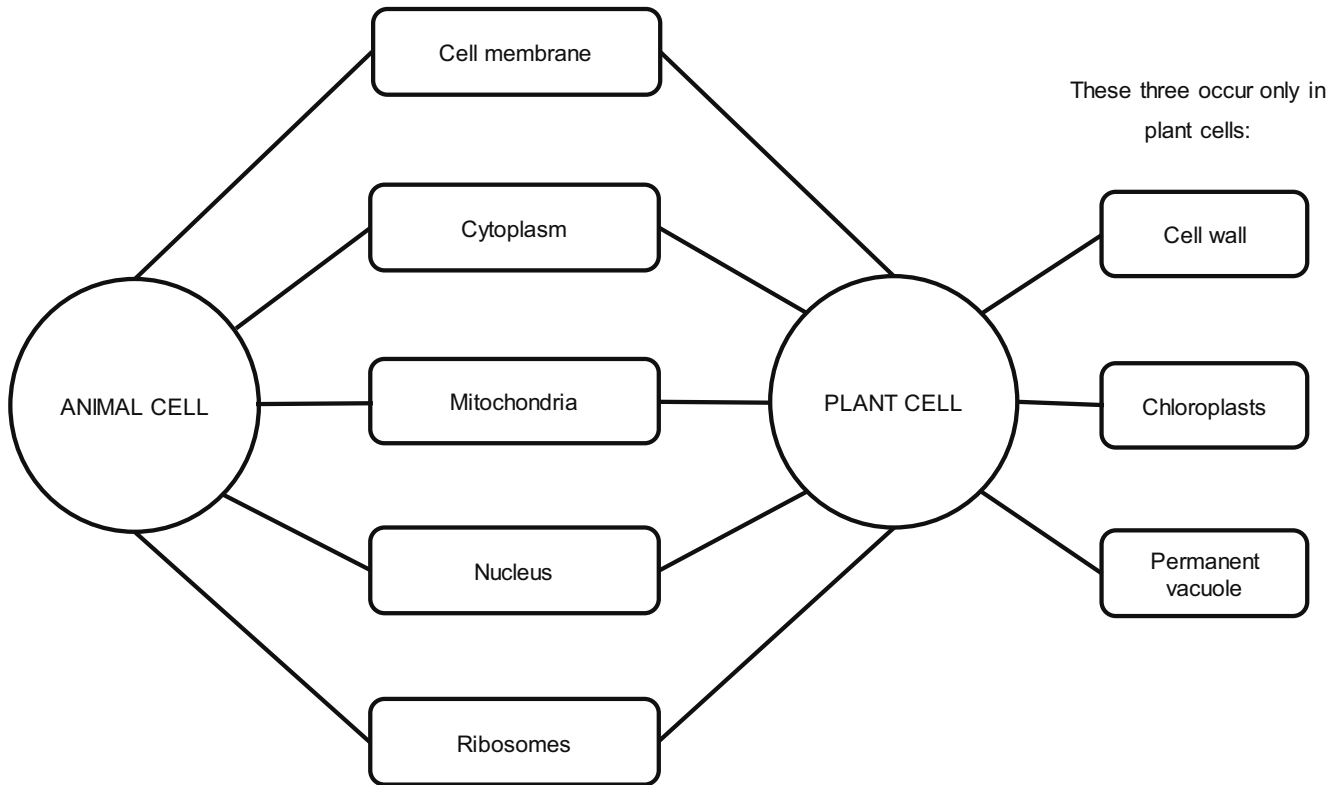 Cell membrane
These three occur only in
plant cells:
Cytoplasm
Cell wall
ANIMAL CELL
Mitochondria
PLANT CELL
Chloroplasts
Nucleus
Permanent
vacuole
Ribosomes